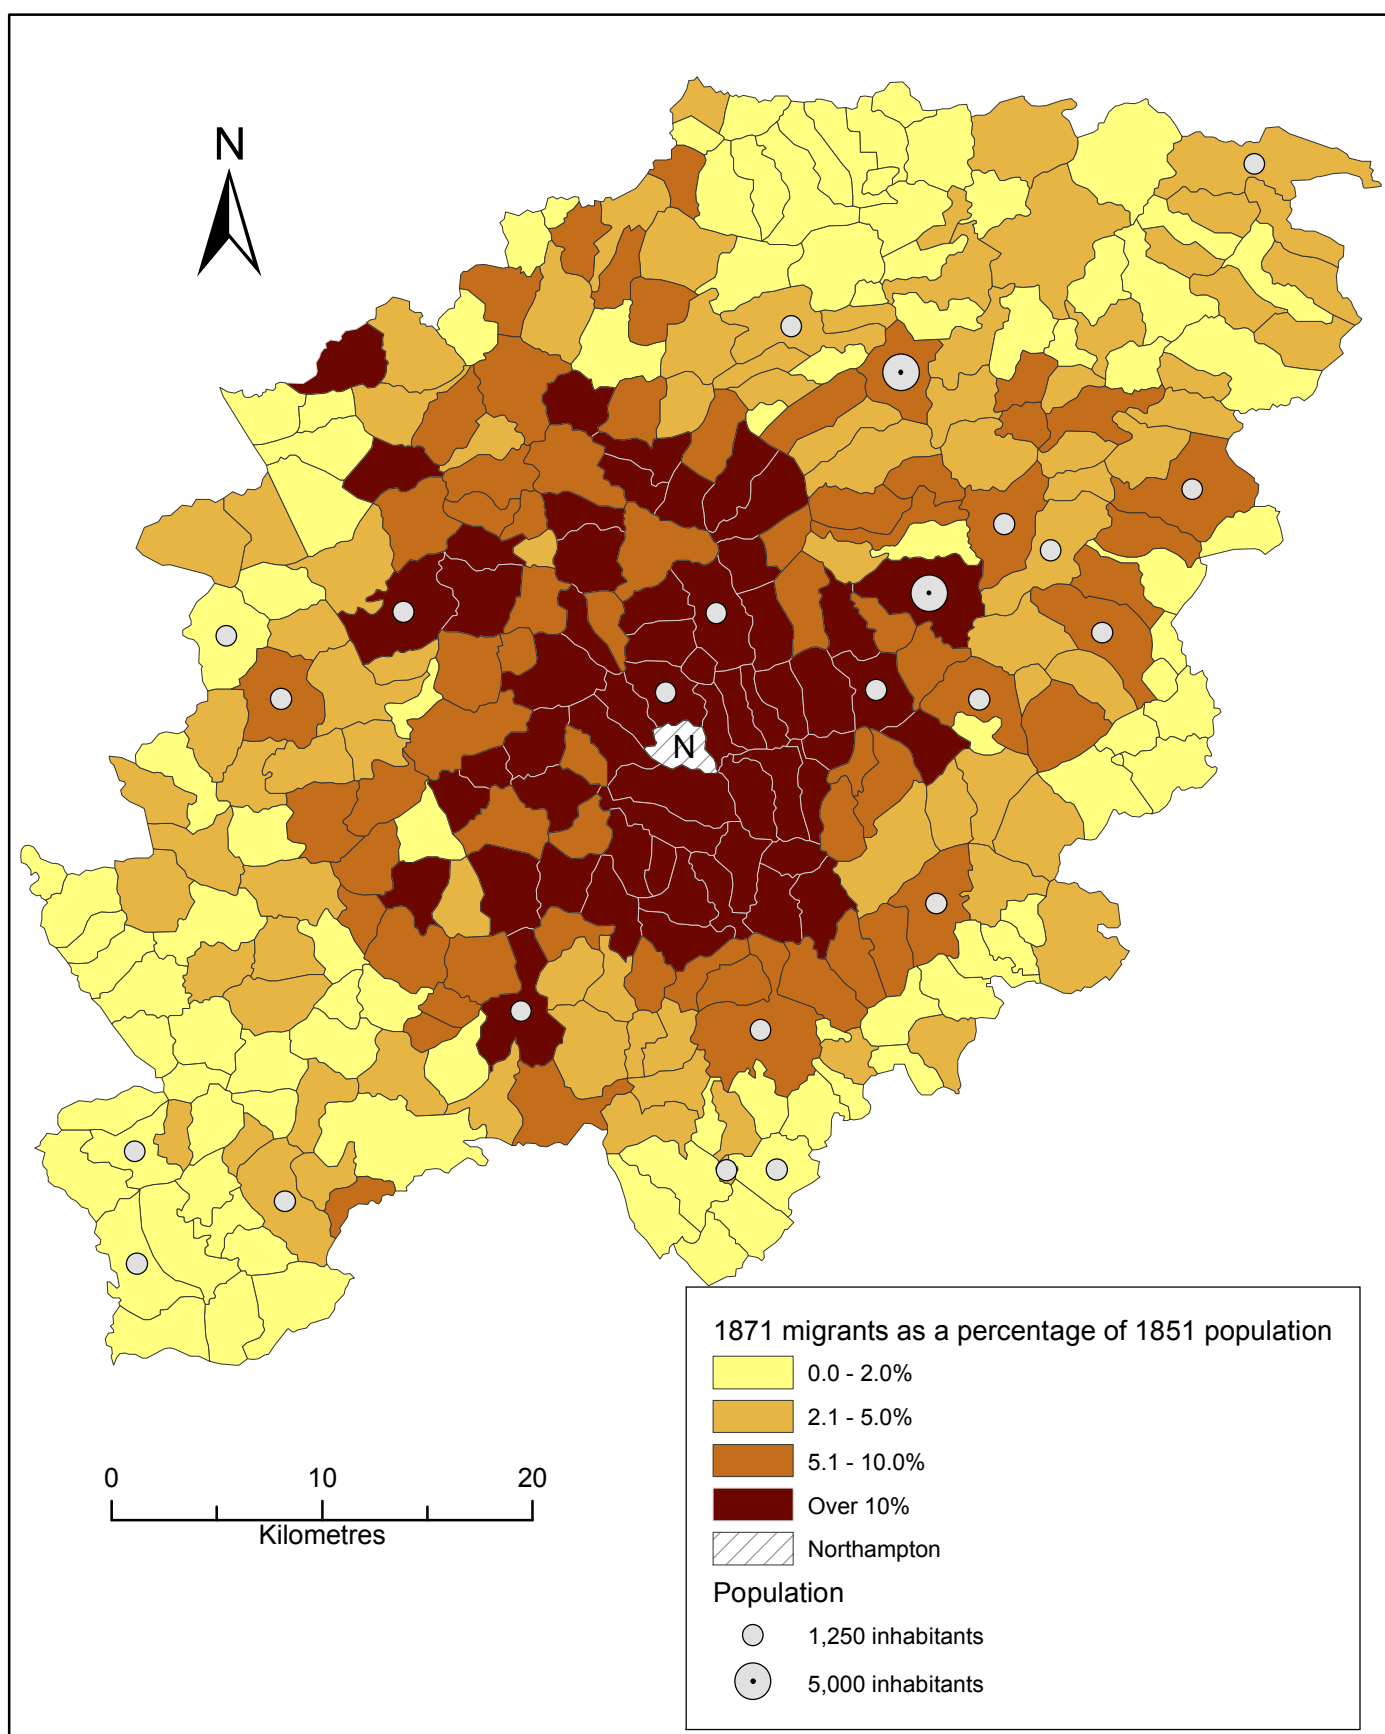 N
N
0 10 20
Kilometres
1871 migrants as a percentage of 1851 population
0.0 - 2.0%
2.1 - 5.0%
5.1 - 10.0%
Over 10%
Northampton
Population
1,250 inhabitants
5,000 inhabitants